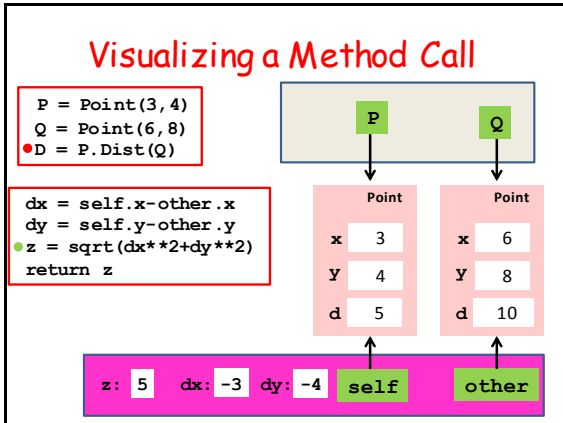 Visualizing a Method Call
P = Point(3,4)
Q = Point(6,8)
D = P.Dist(Q)
dx = self.x-other.x
dy = self.y-other.y
z = sqrt(dx**2+dy**2)
return z
P
Q
Point
x 3
y 4
d 5
Point
x 6
y 8
d 10
z: 5 dx: -3 dy: -4 self other